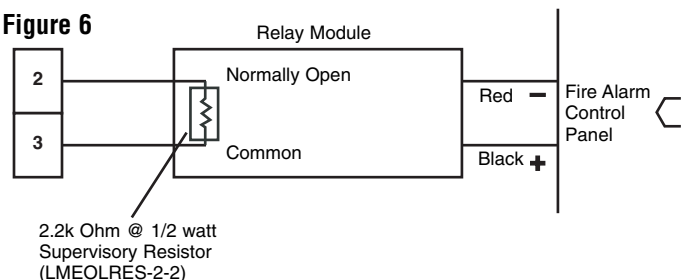 Figure 6
Relay Module
2
Normally Open
Red −
Fire Alarm
Control
Panel
3
Common
Black +
2.2k Ohm @ 1/2 watt
Supervisory Resistor
(LMEOLRES-2-2)